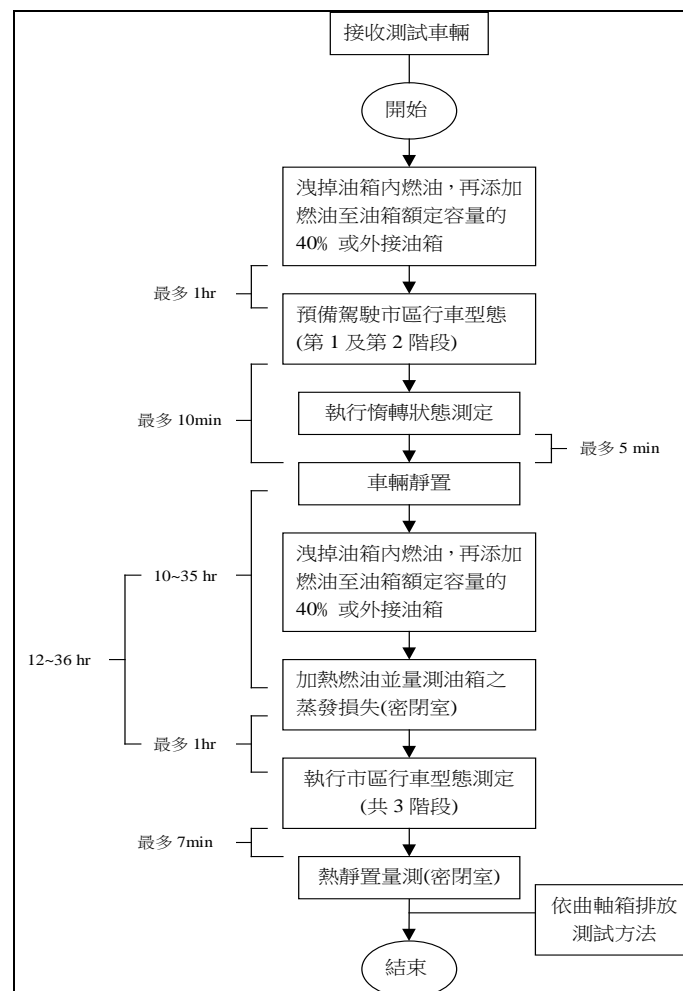 接收測試車輛
開始
洩掉油箱內燃油，再添加
燃油至油箱額定容量的
40% 或外接油箱
最多 1hr
預備駕駛市區行車型態
(第 1 及第 2 階段)
最多 10min
執行惰轉狀態測定
最多 5 min
車輛靜置
洩掉油箱內燃油，再添加
燃油至油箱額定容量的
40% 或外接油箱
10~35 hr
12~36 hr
加熱燃油並量測油箱之
蒸發損失(密閉室)
最多 1hr
執行市區行車型態測定
(共 3 階段)
最多 7min
熱靜置量測(密閉室)
依曲軸箱排放
測試方法
結束